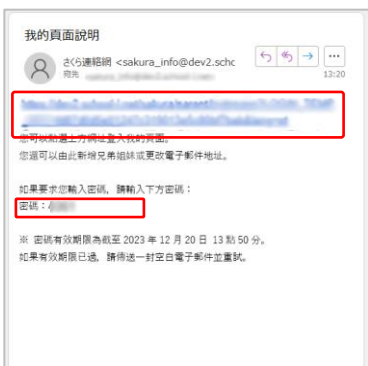 我的頁面說明
さくら連絡網 <sakura_info@dev2.schc
宛先
13:20
您可以點選上方網址登入我的頁面。
您還可以由此新增兄弟姐妹或更改電子郵件地址。
如果要求您輸入密碼，請輸入下方密碼：
密碼：
※ 密碼有效期限為截至 2023 年 12 月 20 日 13 點 50 分。
如果有效期限已過，請傳送一封空白電子郵件並重試。